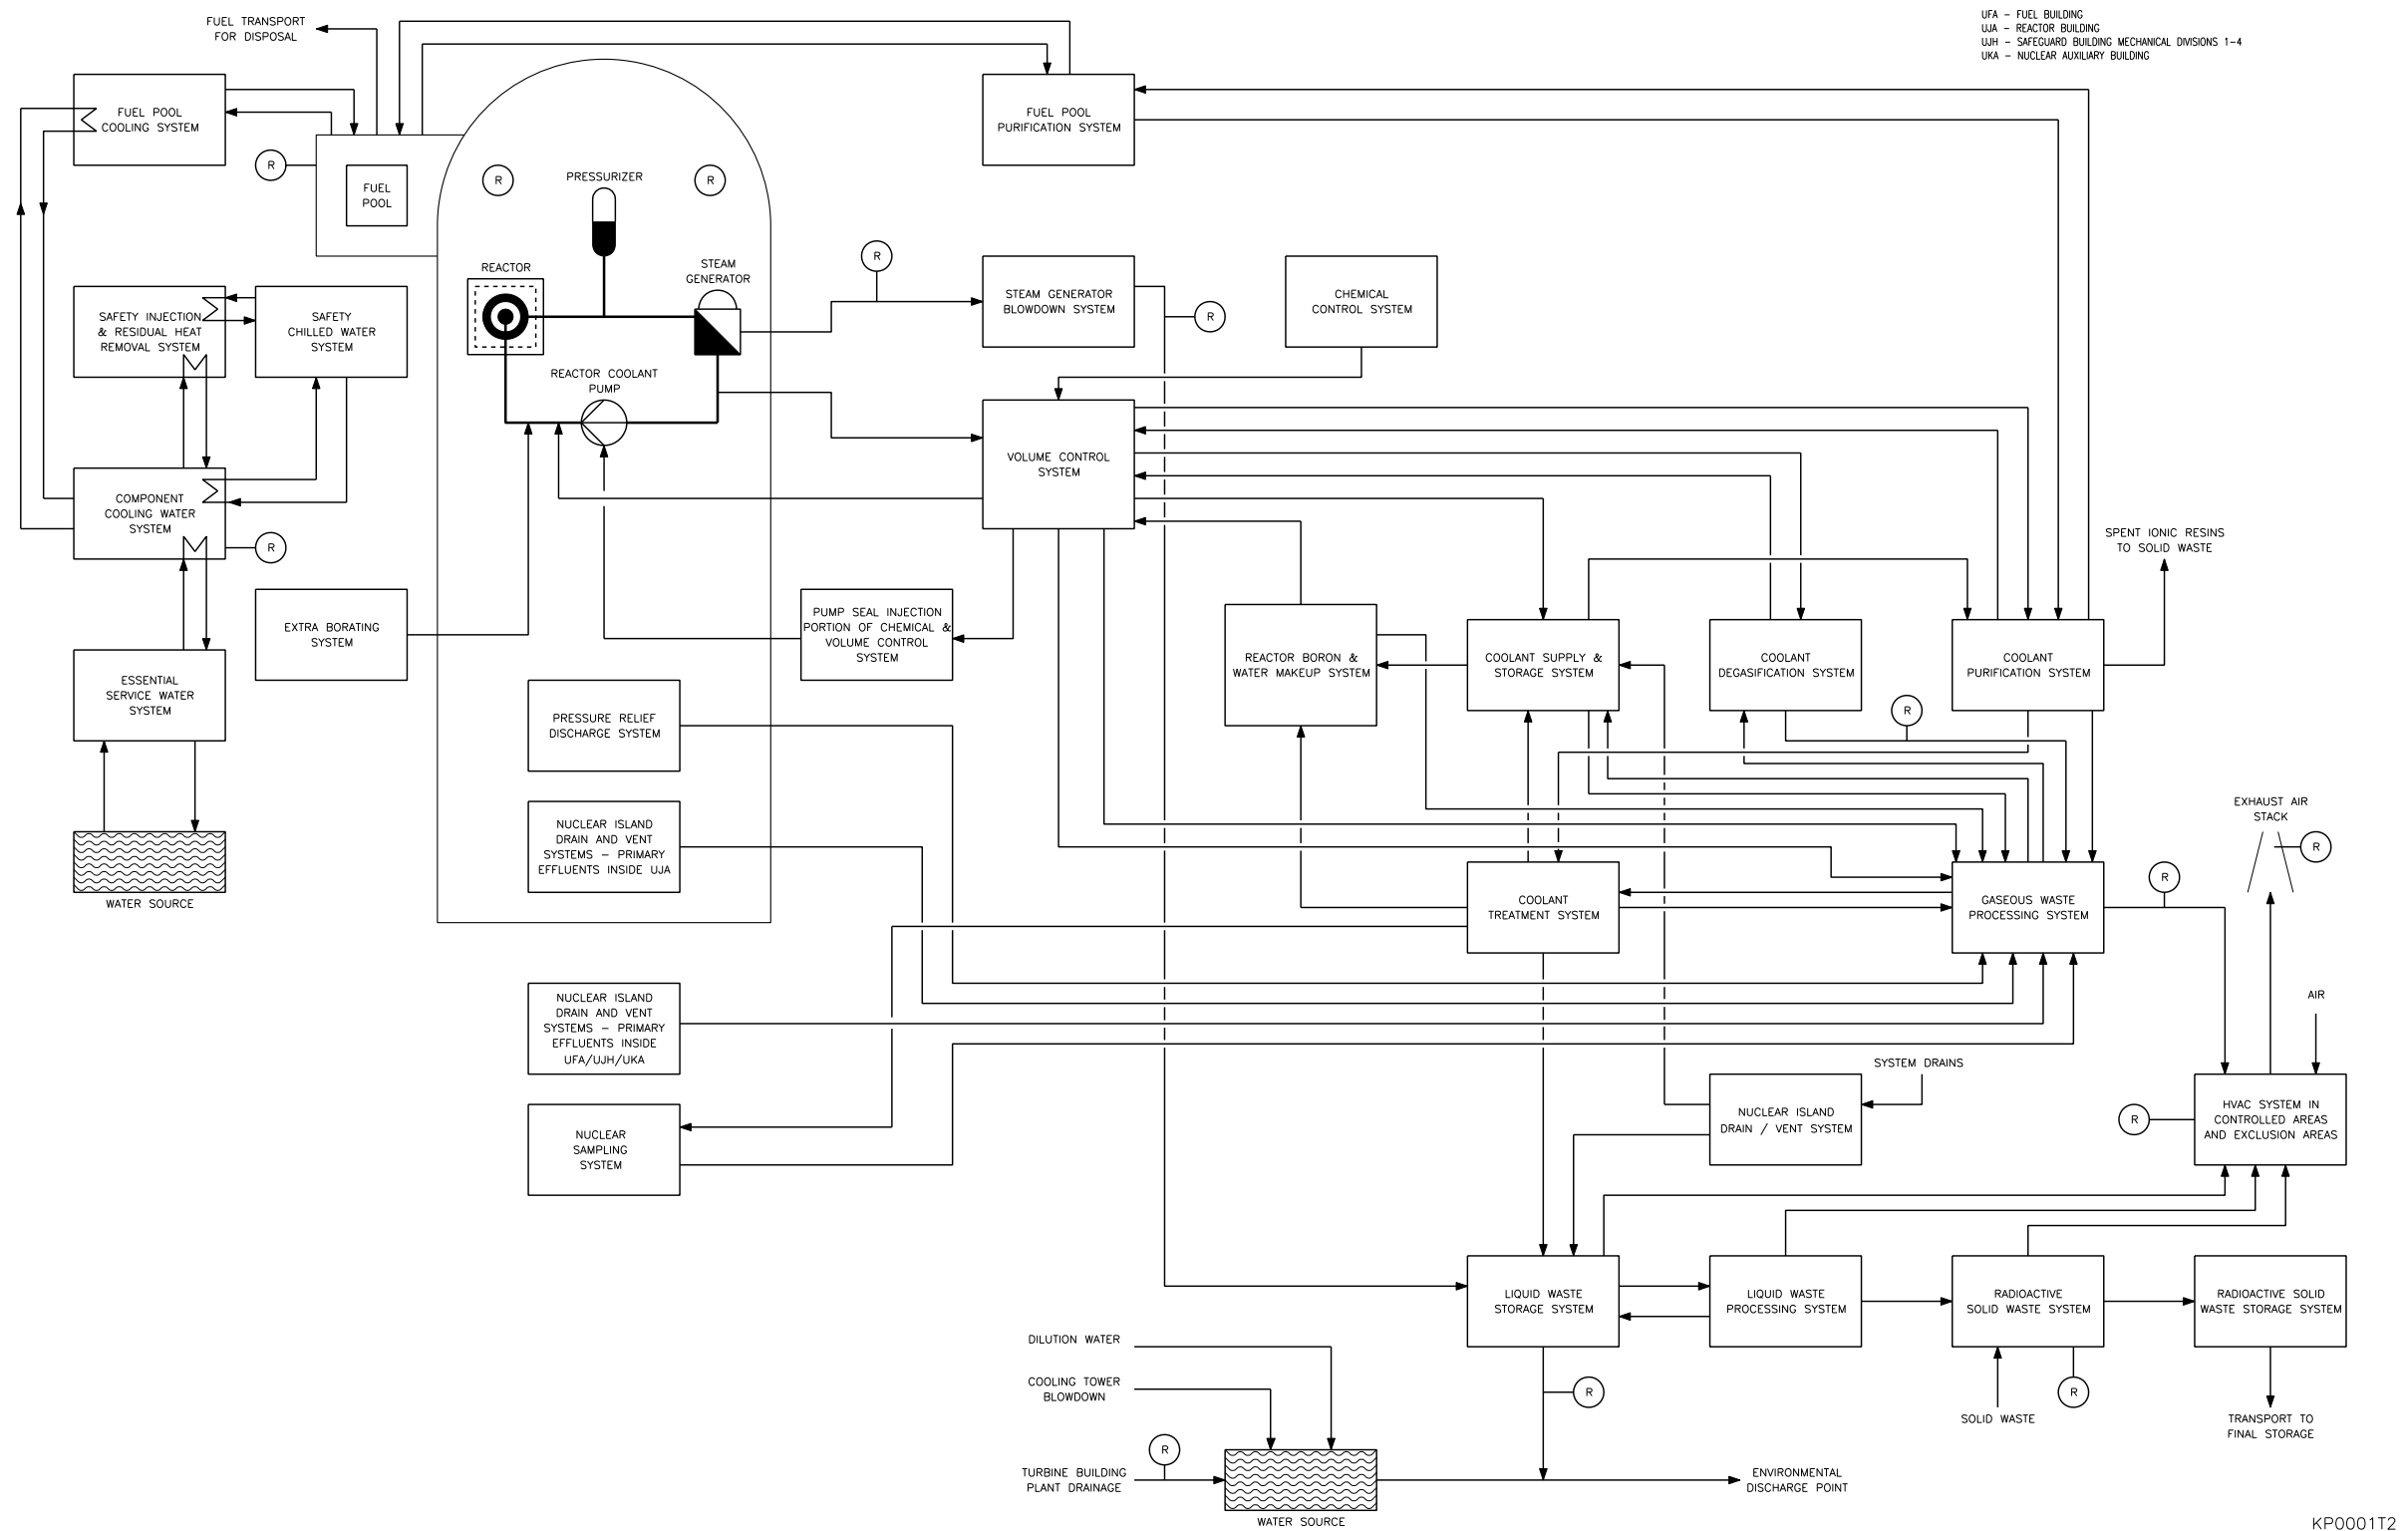 FUEL TRANSPORT
FOR DISPOSAL
UFA – FUEL BUILDING
UJA – REACTOR BUILDING
UJH – SAFEGUARD BUILDING MECHANICAL DIVISIONS 1–4
UKA – NUCLEAR AUXILIARY BUILDING
FUEL POOL
COOLING SYSTEM
FUEL POOL
PURIFICATION SYSTEM
R
FUEL
POOL
R
R
PRESSURIZER
REACTOR
STEAM
GENERATOR
R
STEAM GENERATOR
BLOWDOWN SYSTEM
R
CHEMICAL
CONTROL SYSTEM
SAFETY INJECTION
& RESIDUAL HEAT
REMOVAL SYSTEM
SAFETY
CHILLED WATER
SYSTEM
REACTOR COOLANT
PUMP
VOLUME CONTROL
SYSTEM
COMPONENT
COOLING WATER
SYSTEM
R
SPENT IONIC RESINS
TO SOLID WASTE
EXTRA BORATING
SYSTEM
PUMP SEAL INJECTION
PORTION OF CHEMICAL &
VOLUME CONTROL
SYSTEM
REACTOR BORON &
WATER MAKEUP SYSTEM
COOLANT SUPPLY &
STORAGE SYSTEM
COOLANT
DEGASIFICATION SYSTEM
COOLANT
PURIFICATION SYSTEM
ESSENTIAL
SERVICE WATER
SYSTEM
PRESSURE RELIEF
DISCHARGE SYSTEM
R
NUCLEAR ISLAND
DRAIN AND VENT
SYSTEMS – PRIMARY
EFFLUENTS INSIDE UJA
EXHAUST AIR
STACK
R
WATER SOURCE
COOLANT
TREATMENT SYSTEM
GASEOUS WASTE
PROCESSING SYSTEM
R
NUCLEAR ISLAND
DRAIN AND VENT
SYSTEMS – PRIMARY
EFFLUENTS INSIDE
UFA/UJH/UKA
AIR
SYSTEM DRAINS
NUCLEAR
SAMPLING
SYSTEM
NUCLEAR ISLAND
DRAIN / VENT SYSTEM
R
HVAC SYSTEM IN
CONTROLLED AREAS
AND EXCLUSION AREAS
LIQUID WASTE
STORAGE SYSTEM
LIQUID WASTE
PROCESSING SYSTEM
RADIOACTIVE
SOLID WASTE SYSTEM
RADIOACTIVE SOLID
WASTE STORAGE SYSTEM
DILUTION WATER
COOLING TOWER
BLOWDOWN
R
R
SOLID WASTE
TRANSPORT TO
FINAL STORAGE
R
TURBINE BUILDING
PLANT DRAINAGE
ENVIRONMENTAL
DISCHARGE POINT
WATER SOURCE
KP0001T2